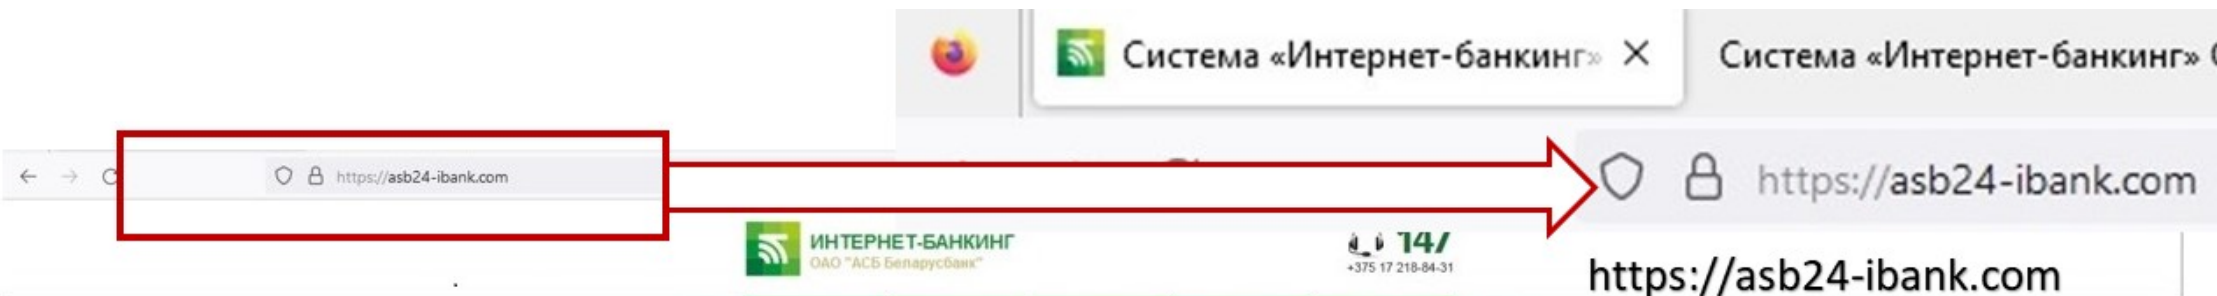 Система «Интернет-банкинг»
Система «Интернет-банкинг»
https://asb24-ibank.com
https://asb24-ibank.com
ИНТЕРНЕТ-БАНКИНГ
ОАО "АСБ Беларусбанк"
147
+375 17 218-84-31
https://asb24-ibank.com